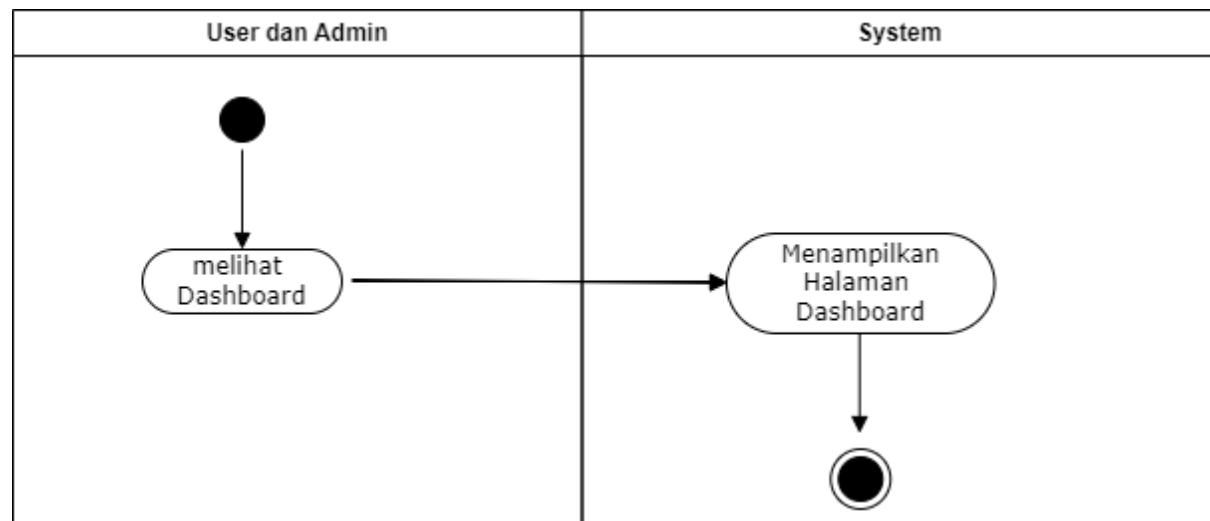 User dan Admin
System
melihat
Dashboard
Menampilkan
Halaman
Dashboard